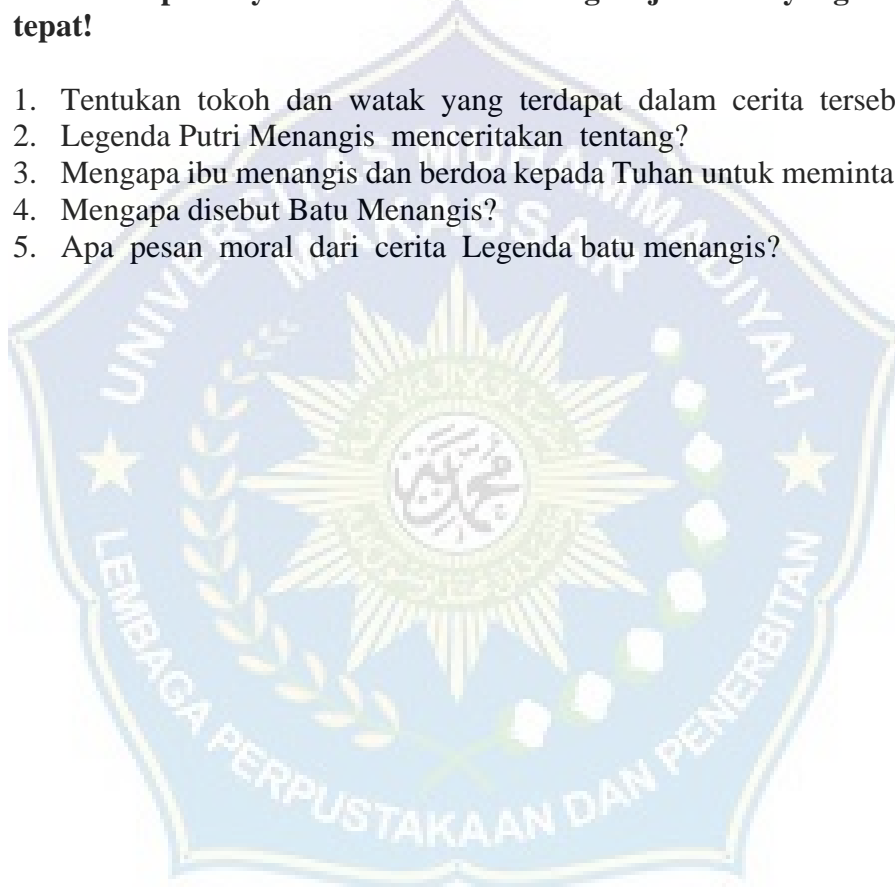 tepat!
1. Tentukan tokoh dan watak yang terdapat dalam cerita terseb
2. Legenda Putri Menangis menceritakan tentang?
3. Mengapa ibu menangis dan berdoa kepada Tuhan untuk meminta
4. Mengapa disebut Batu Menangis?
5. Apa pesan moral dari cerita Legenda batu menangis?
UNIVERSITAS MUHAMMADIYAH
MAKASSAR
LEMBAGA PERPUSTAKAAN DAN PENERBITAN